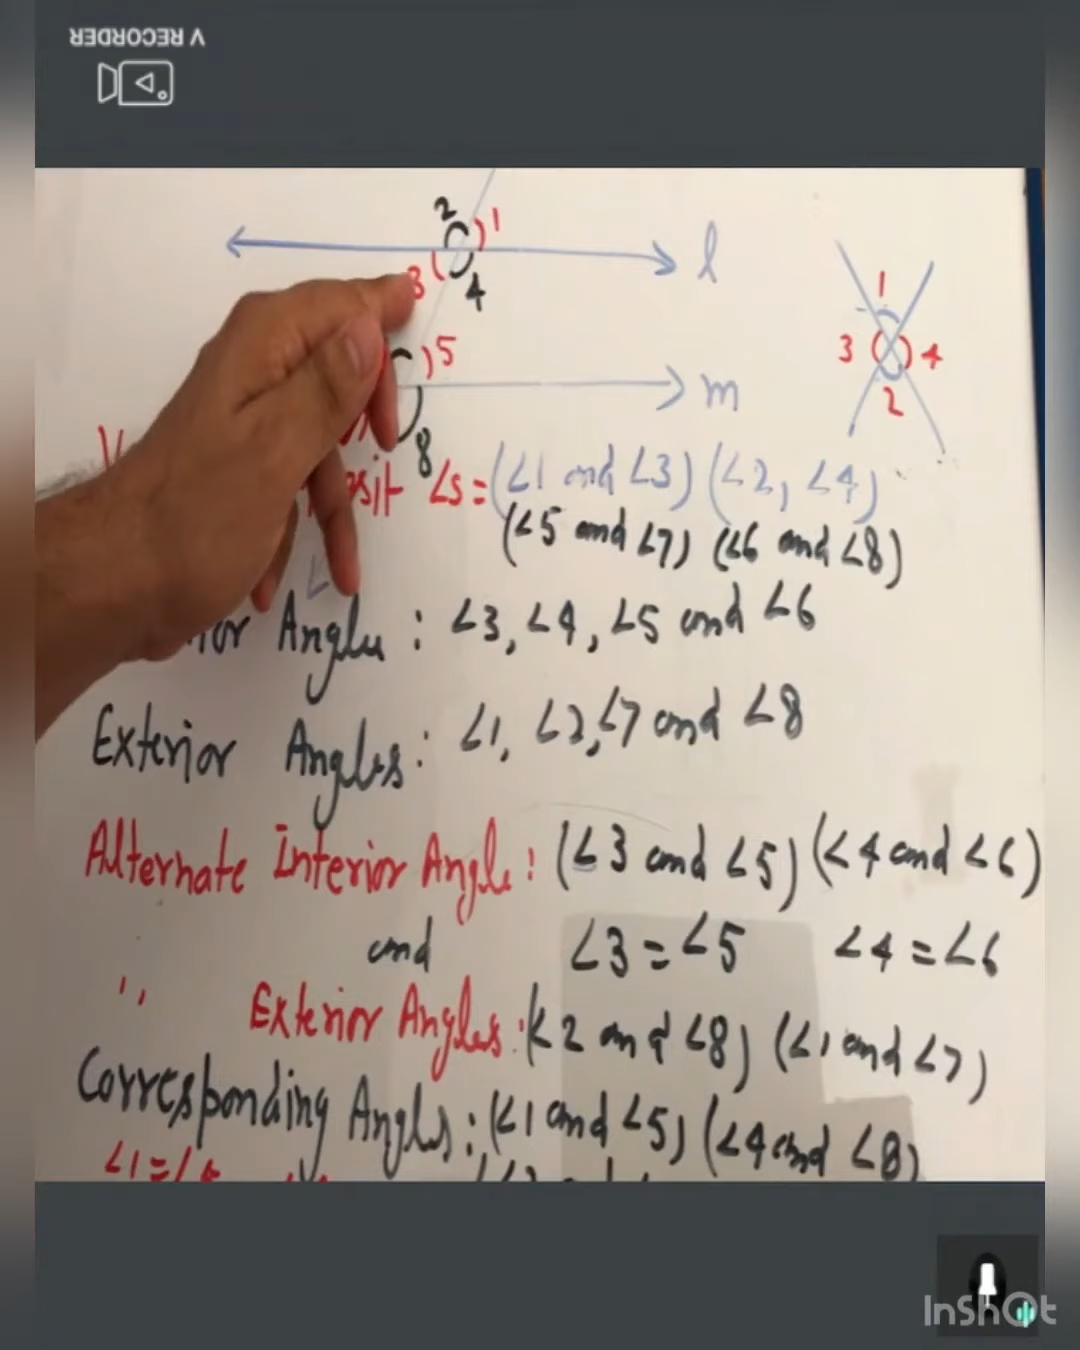 V RECORDER
2 1
l
3 4
1
5
3 4
m
2
8
∠s = (∠1 and ∠3) (∠2, ∠4)
(∠5 and ∠7) (∠6 and ∠8)
Angles : ∠3, ∠4, ∠5 and ∠6
Exterior Angles : ∠1, ∠2, ∠7 and ∠8
Alternate Interior Angle : (∠3 and ∠5) (∠4 and ∠6)
and ∠3 = ∠5 ∠4 = ∠6
'' Exterior Angles : (∠2 and ∠8) (∠1 and ∠7)
Corresponding Angles : (∠1 and ∠5) (∠4 and ∠8)
∠1 =
InShOt